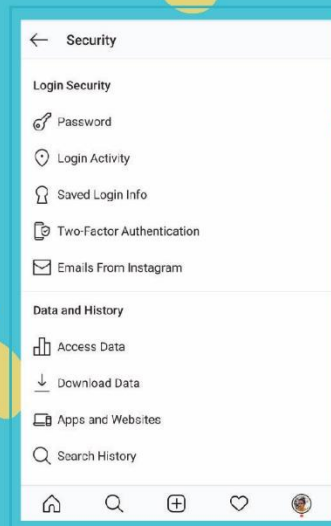 Security
Login Security
Password
Login Activity
Saved Login Info
Two-Factor Authentication
Emails From Instagram
Data and History
Access Data
Download Data
Apps and Websites
Search History